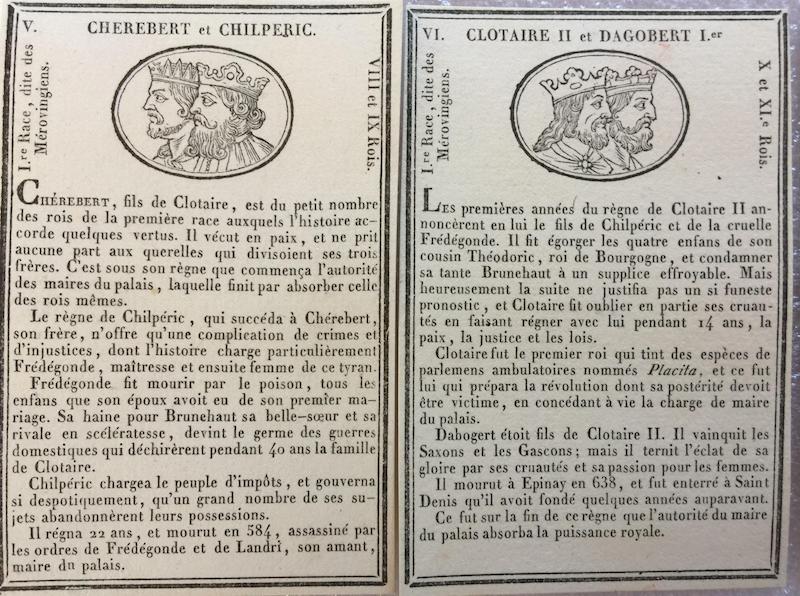 V.
CHEREBERT et CHILPERIC.
I.re Race, dite des
Mérovingiens.
VIII et IX Rois.
CHÉREBERT, fils de Clotaire, est du petit nombre
des rois de la première race auxquels l'histoire ac-
corde quelques vertus. Il vécut en paix, et ne prit
aucune part aux querelles qui divisoient ses trois
frères. C'est sous son règne que commença l'autorité
des maires du palais, laquelle finit par absorber celle
des rois mêmes.
Le règne de Chilpéric, qui succéda à Chérebert,
son frère, n'offre qu'une complication de crimes et
d'injustices, dont l'histoire charge particulièrement
Frédégonde, maîtresse et ensuite femme de ce tyran.
Frédégonde fit mourir par le poison, tous les
enfans que son époux avoit eu de son premier ma-
riage. Sa haine pour Brunehaut sa belle-sœur et sa
rivale en scélératesse, devint le germe des guerres
domestiques qui déchirèrent pendant 40 ans la famille
de Clotaire.
Chilpéric chargea le peuple d'impôts, et gouverna
si despotiquement, qu'un grand nombre de ses su-
jets abandonnèrent leurs possessions.
Il régna 22 ans, et mourut en 584, assassiné par
les ordres de Frédégonde et de Landri, son amant,
maire du palais.
VI.
CLOTAIRE II et DAGOBERT I.er
I.re Race, dite des
Mérovingiens.
X et XI.e Rois.
LES premières années du règne de Clotaire II an-
noncèrent en lui le fils de Chilpéric et de la cruelle
Frédégonde. Il fit égorger les quatre enfans de son
cousin Théodoric, roi de Bourgogne, et condamner
sa tante Brunehaut à un supplice effroyable. Mais
heureusement la suite ne justifia pas un si funeste
pronostic, et Clotaire fit oublier en partie ses cruau-
tés en faisant régner avec lui pendant 14 ans, la
paix, la justice et les lois.
Clotaire fut le premier roi qui tint des espèces de
parlemens ambulatoires nommés Placita, et ce fut
lui qui prépara la révolution dont sa postérité devoit
être victime, en concédant à vie la charge de maire
du palais.
Dabogert étoit fils de Clotaire II. Il vainquit les
Saxons et les Gascons; mais il ternit l'éclat de sa
gloire par ses cruautés et sa passion pour les femmes.
Il mourut à Epinay en 638, et fut enterré à Saint
Denis qu'il avoit fondé quelques années auparavant.
Ce fut sur la fin de ce règne que l'autorité du maire
du palais absorba la puissance royale.